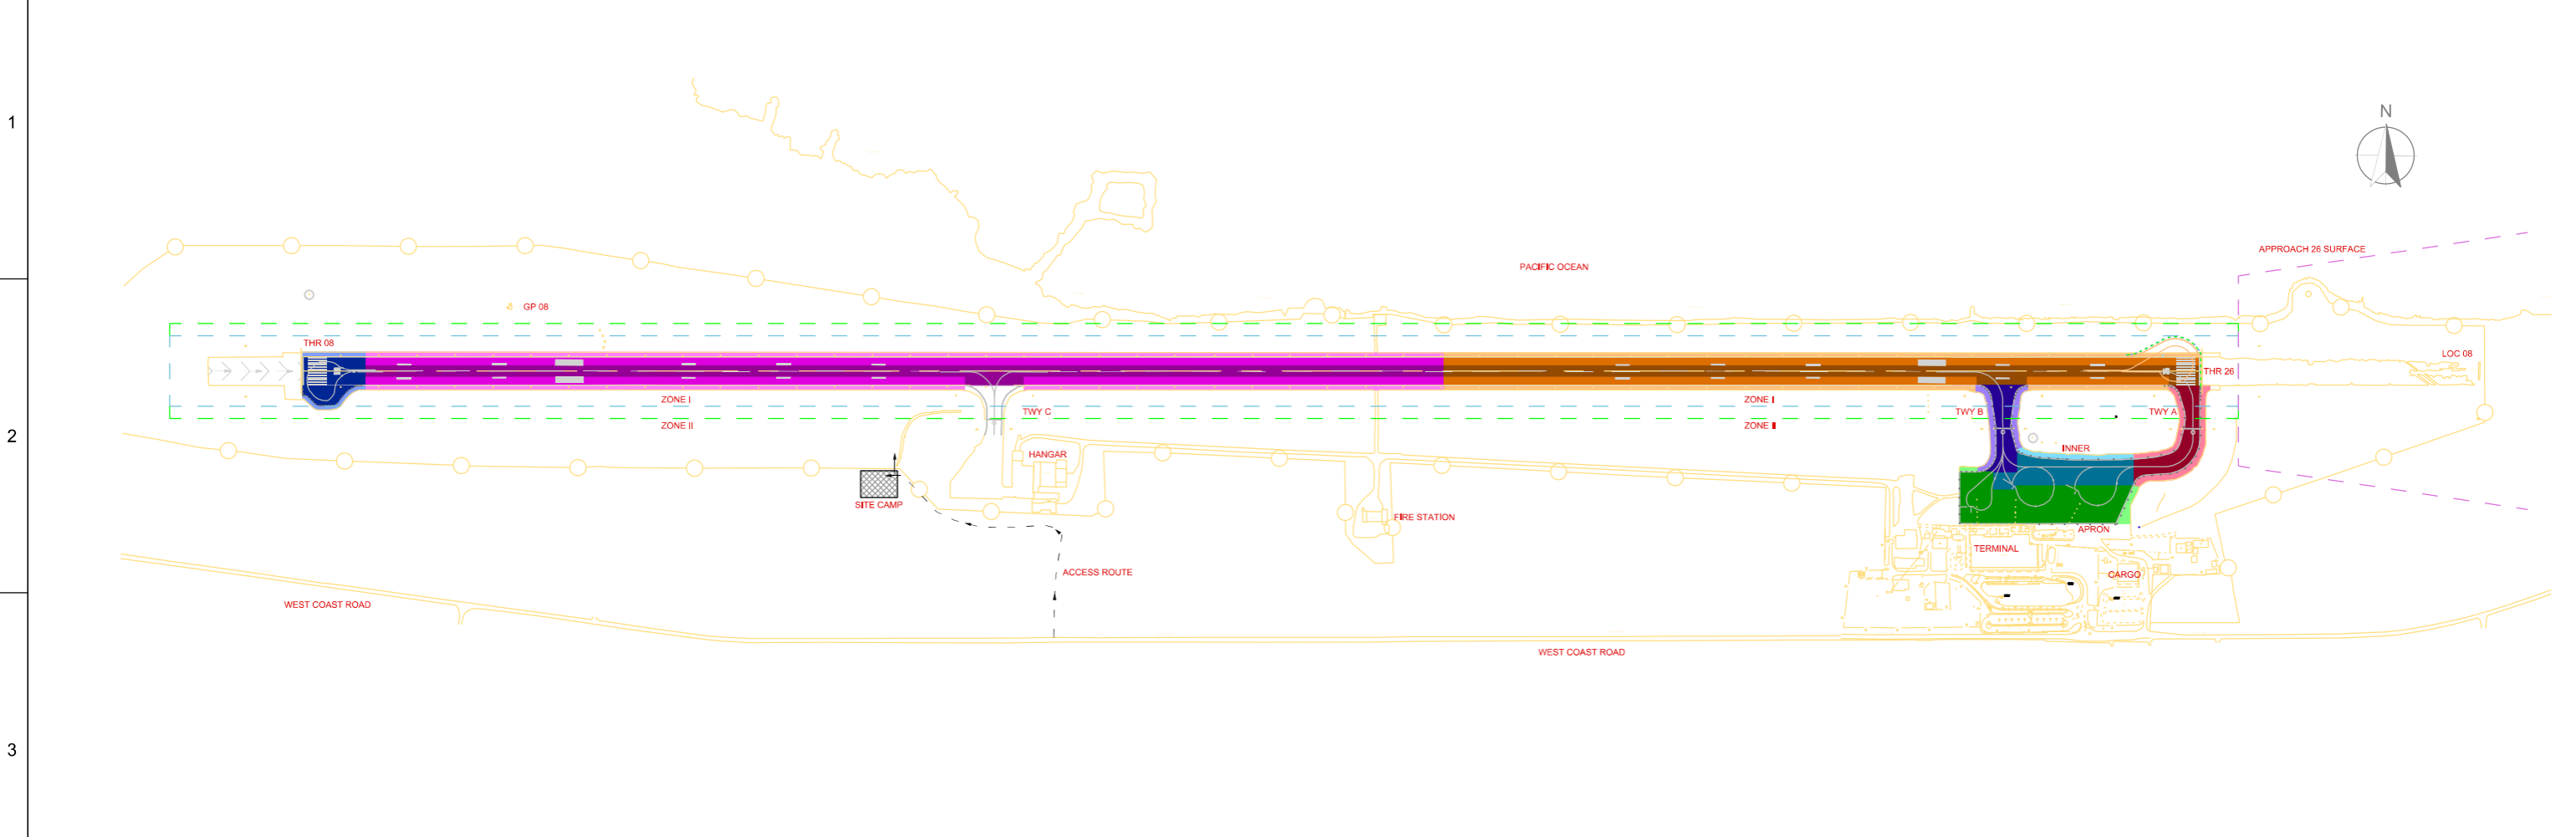 N
1
APPROACH 26 SURFACE
PACIFIC OCEAN
GP 08
THR 08
LOC 08
THR 26
ZONE I
ZONE I
TWY C
TWY B
TWY A
ZONE II
ZONE II
2
INNER
HANGAR
SITE CAMP
FIRE STATION
APRON
TERMINAL
ACCESS ROUTE
CARGO
WEST COAST ROAD
WEST COAST ROAD
3